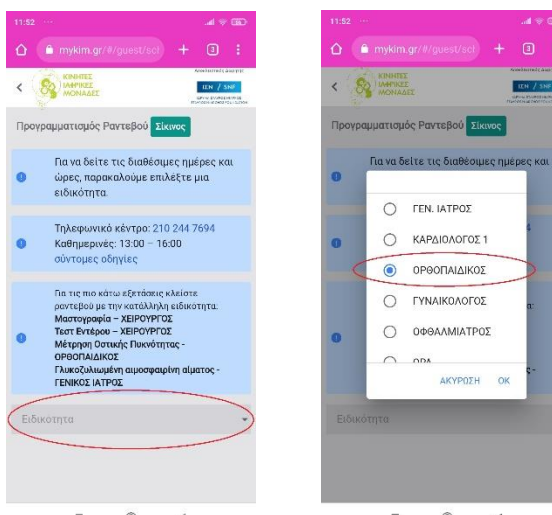 11:52
mykim.gr/#/guest/scl
3
ΚΙΝΗΤΕΣ
ΙΑΤΡΙΚΕΣ
ΜΟΝΑΔΕΣ
ΙΣΝ / SNF
Προγραμματισμός Ραντεβού Σίκινος
Για να δείτε τις διαθέσιμες ημέρες και
ώρες, παρακαλούμε επιλέξτε μια
ειδικότητα.
Τηλεφωνικό κέντρο: 210 244 7694
Καθημερινές: 13:00 – 16:00
σύντομες οδηγίες
Για τις πιο κάτω εξετάσεις κλείστε
ραντεβού με την κατάλληλη ειδικότητα:
Μαστογραφία – ΧΕΙΡΟΥΡΓΟΣ
Τεστ Εντέρου – ΧΕΙΡΟΥΡΓΟΣ
Μέτρηση Οστικής Πυκνότητας -
ΟΡΘΟΠΑΙΔΙΚΟΣ
Γλυκοζυλιωμένη αιμοσφαιρίνη αίματος -
ΓΕΝΙΚΟΣ ΙΑΤΡΟΣ
Ειδικότητα
11:52
mykim.gr/#/guest/scl
3
ΚΙΝΗΤΕΣ
ΙΑΤΡΙΚΕΣ
ΜΟΝΑΔΕΣ
ΙΣΝ / SNF
Προγραμματισμός Ραντεβού Σίκινος
Για να δείτε τις διαθέσιμες ημέρες και
ΓΕΝ. ΙΑΤΡΟΣ
ΚΑΡΔΙΟΛΟΓΟΣ 1
ΟΡΘΟΠΑΙΔΙΚΟΣ
ΓΥΝΑΙΚΟΛΟΓΟΣ
ΟΦΘΑΛΜΙΑΤΡΟΣ
ΑΚΥΡΩΣΗ OK
Ειδικότητα